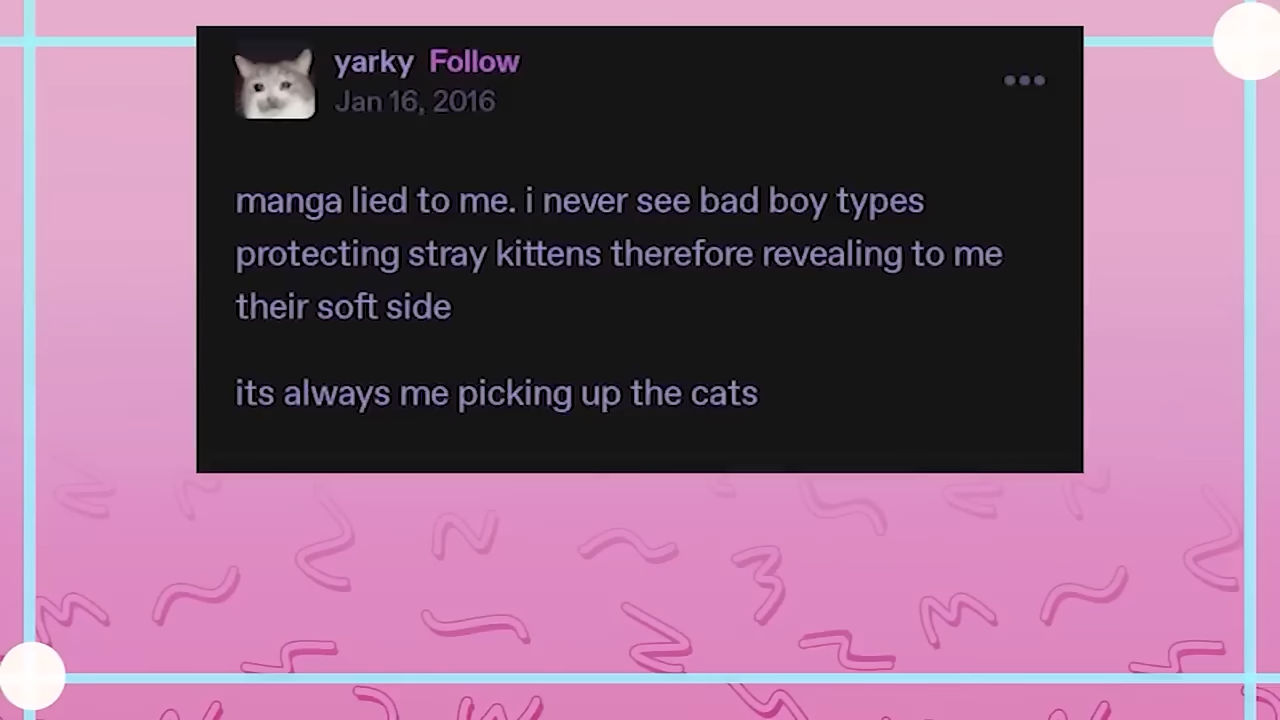 yarky Follow
Jan 16, 2016
manga lied to me. i never see bad boy types
protecting stray kittens therefore revealing to me
their soft side
its always me picking up the cats